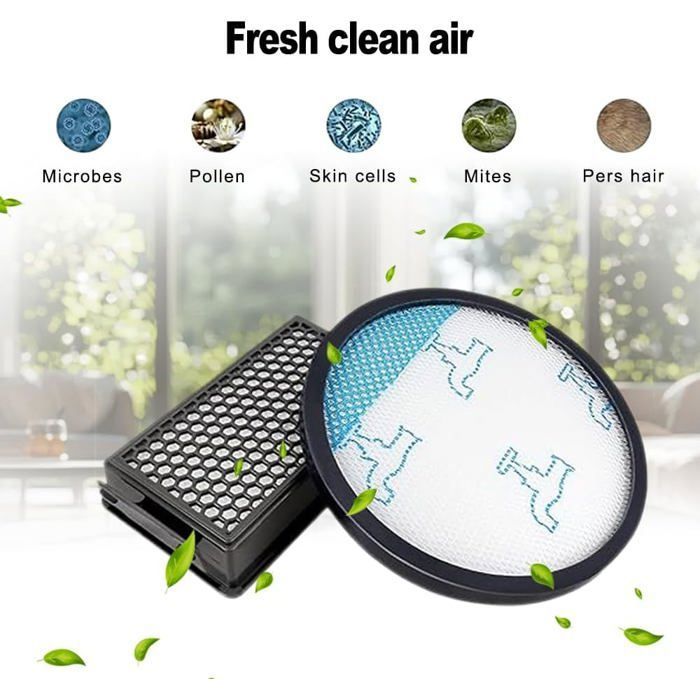 Fresh clean air
Microbes
Pollen
Skin cells
Mites
Pers hair